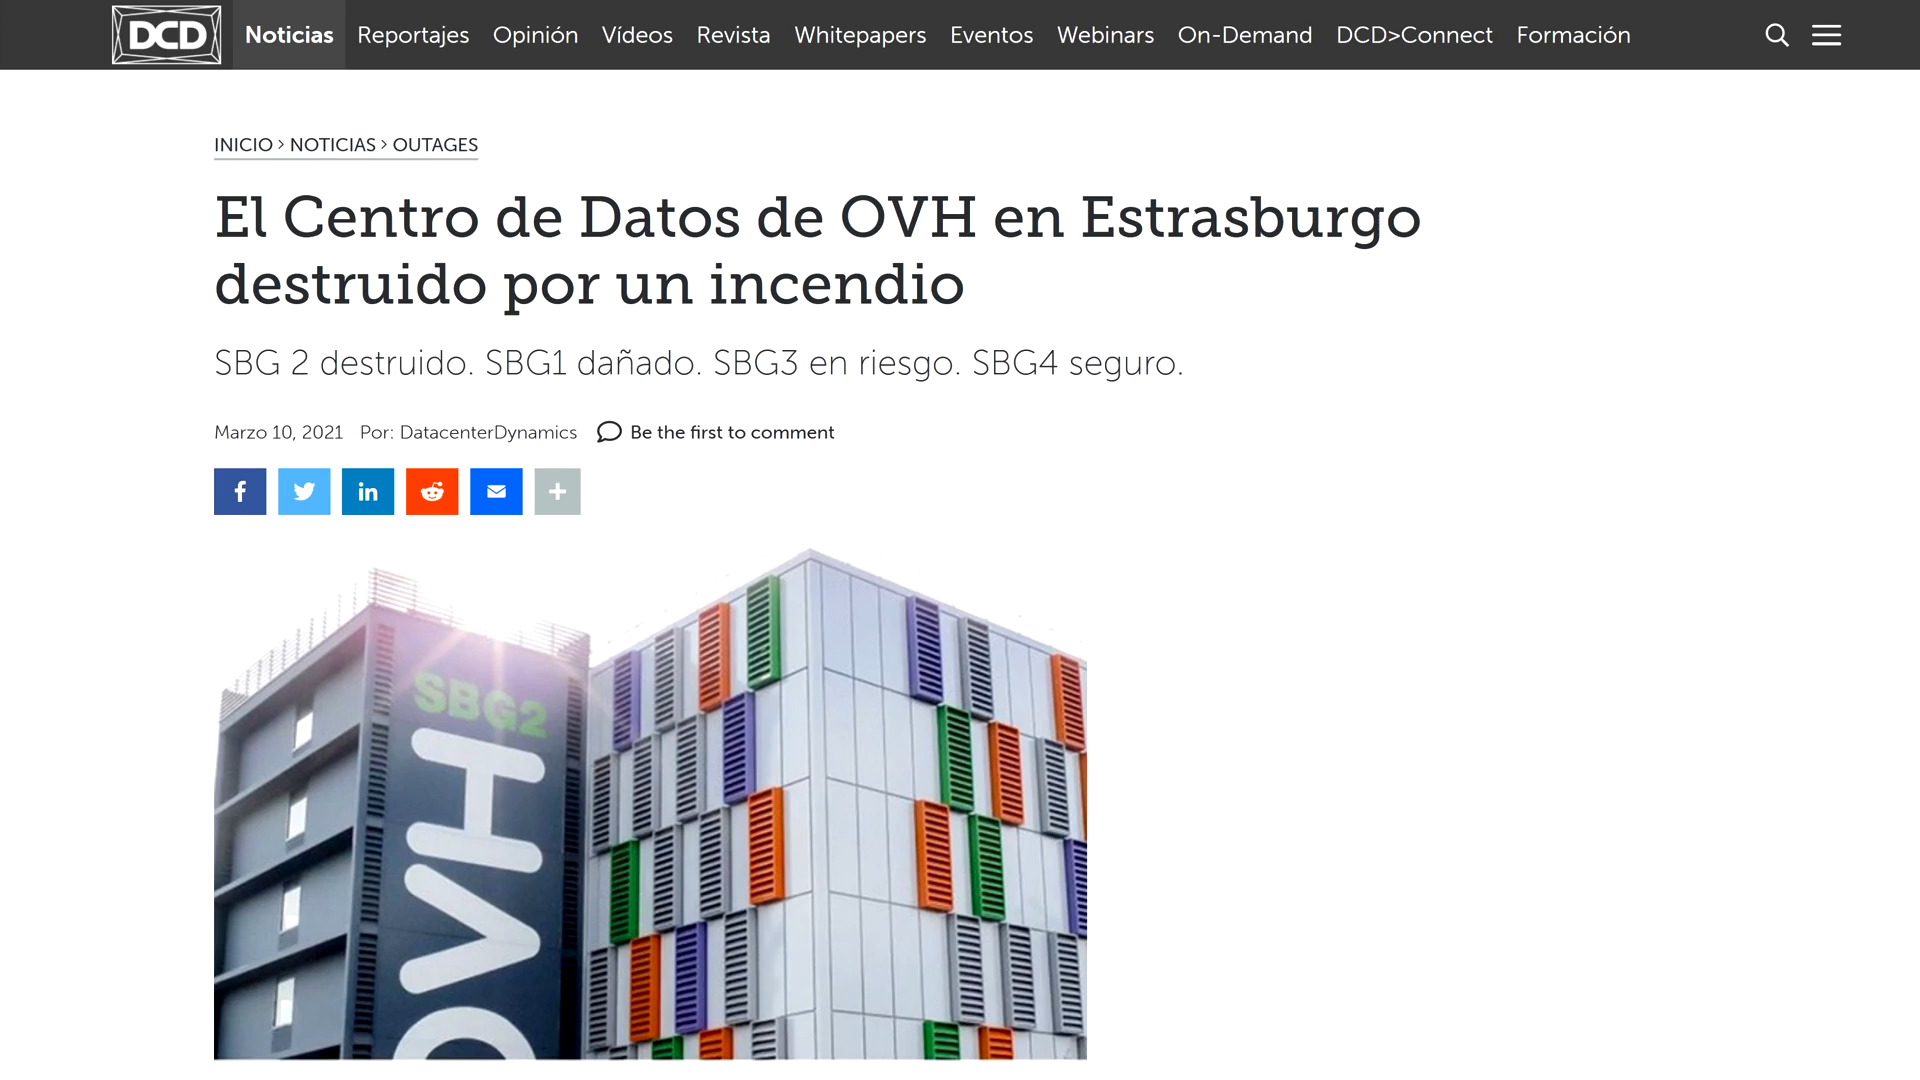 DCD Noticias Reportajes Opinión Vídeos Revista Whitepapers Eventos Webinars On-Demand DCD>Connect Formación
INICIO > NOTICIAS > OUTAGES
El Centro de Datos de OVH en Estrasburgo
destruido por un incendio
SBG 2 destruido. SBG1 dañado. SBG3 en riesgo. SBG4 seguro.
Marzo 10, 2021 Por: DatacenterDynamics Be the first to comment
SBG2
OVH